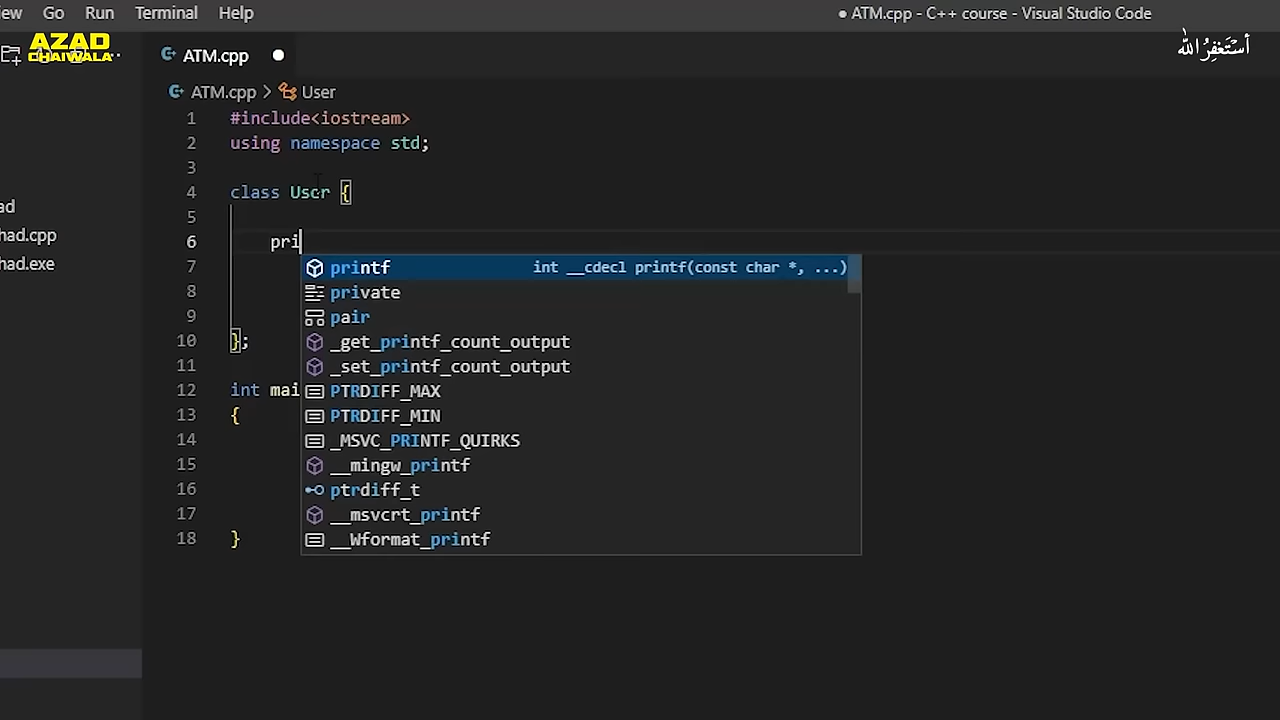 ew Go Run Terminal Help
● ATM.cpp - C++ course - Visual Studio Code
AZAD
CHAIWALA
أستغفر الله
ATM.cpp
ATM.cpp > User
1 #include<iostream>
2 using namespace std;
3
4 class User {
5
6 pri
7
8
9
10 };
11
12 int mai
13 {
14
15
16
17
18 }
printf int __cdecl printf(const char *, ...)
private
pair
_get_printf_count_output
_set_printf_count_output
PTRDIFF_MAX
PTRDIFF_MIN
_MSVC_PRINTF_QUIRKS
__mingw_printf
ptrdiff_t
__msvcrt_printf
__Wformat_printf
ad
had.cpp
had.exe